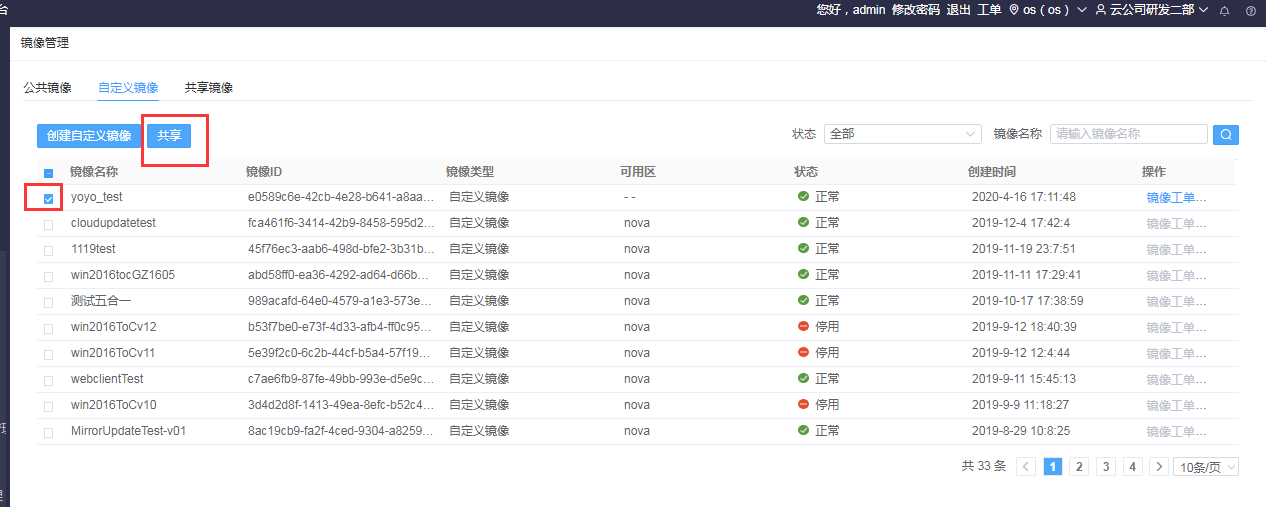 台
您好，admin 修改密码 退出 工单 os ( os ) 云公司研发二部
镜像管理
公共镜像 自定义镜像 共享镜像
创建自定义镜像 共享 状态 全部 镜像名称 请输入镜像名称
镜像名称 镜像ID 镜像类型 可用区 状态 创建时间 操作
yoyo_test e0589c6e-42cb-4e28-b641-a8aa... 自定义镜像 - - 正常 2020-4-16 17:11:48 镜像工单...
cloudupdatetest fca461f6-3414-42b9-8458-595d2... 自定义镜像 nova 正常 2019-12-4 17:42:4 镜像工单...
1119test 45f76ec3-aab6-498d-bfe2-3b31b... 自定义镜像 nova 正常 2019-11-19 23:7:51 镜像工单...
win2016tocGZ1605 abd58ff0-ea36-4292-ad64-d66b... 自定义镜像 nova 正常 2019-11-11 17:29:41 镜像工单...
测试五合一 989acafd-64e0-4579-a1e3-573e... 自定义镜像 nova 正常 2019-10-17 17:38:59 镜像工单...
win2016ToCv12 b53f7be0-e73f-4d33-afb4-ff0c95... 自定义镜像 nova 停用 2019-9-12 18:40:39 镜像工单...
win2016ToCv11 5e39f2c0-6c2b-44cf-b5a4-57f19... 自定义镜像 nova 停用 2019-9-12 12:4:44 镜像工单...
webclientTest c7ae6fb9-87fe-49bb-993e-d5e9c... 自定义镜像 nova 正常 2019-9-11 15:45:13 镜像工单...
win2016ToCv10 3d4d2d8f-1413-49ea-8efc-b52c4... 自定义镜像 nova 停用 2019-9-9 11:18:27 镜像工单...
MirrorUpdateTest-v01 8ac19cb9-fa2f-4ced-9304-a8259... 自定义镜像 nova 正常 2019-8-29 10:8:25 镜像工单...
共 33 条 1 2 3 4 10条/页